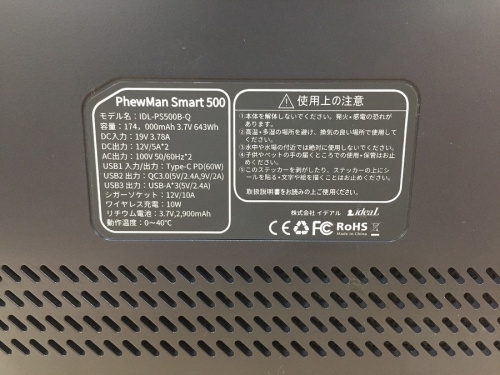 PhewMan Smart 500
モデル名：IDL-PS500B-Q
容量：174，000mAh 3.7V 643Wh
DC入力：19V 3.78A
DC出力：12V/5A*2
AC出力：100V 50/60Hz*2
USB1 入力/出力：Type-C PD(60W)
USB2 出力：QC3.0(5V/2.4A,9V/2A)
USB3 出力：USB-A*3(5V/2.4A)
シガーソケット出力：12V/10A
ワイヤレス充電：10W
リチウム電池：3.7V,2,900mAh
動作温度：0～40℃
使用上の注意
①本体を解体しないでください。発火・感電の恐れが
あります。
②高温・多湿の場所を避け、換気の良い場所で使用して
ください。
③水中や水場の付近では絶対に使用しないでください。
④子供やペットの手の届くところでの使用・保管はお止
めください。
⑤このステッカーを剥がしたり、ステッカーの上にシー
ルを貼る・文字や絵を描くことはおやめください。
取扱説明書をお読みの上ご使用ください。
株式会社 イデアル ideaL
CE FC RoHS
Made in China